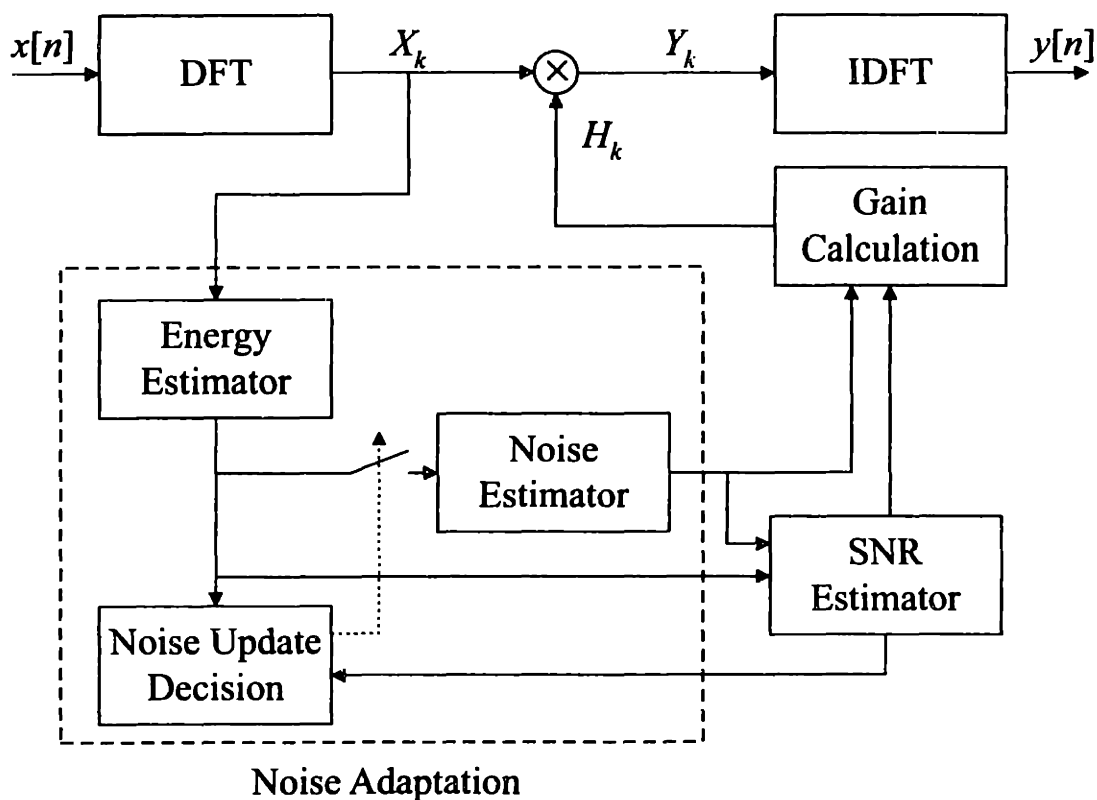 x[n]
DFT
X_k
×
Y_k
IDFT
y[n]
H_k
Gain
Calculation
Energy
Estimator
Noise
Estimator
SNR
Estimator
Noise Update
Decision
Noise Adaptation